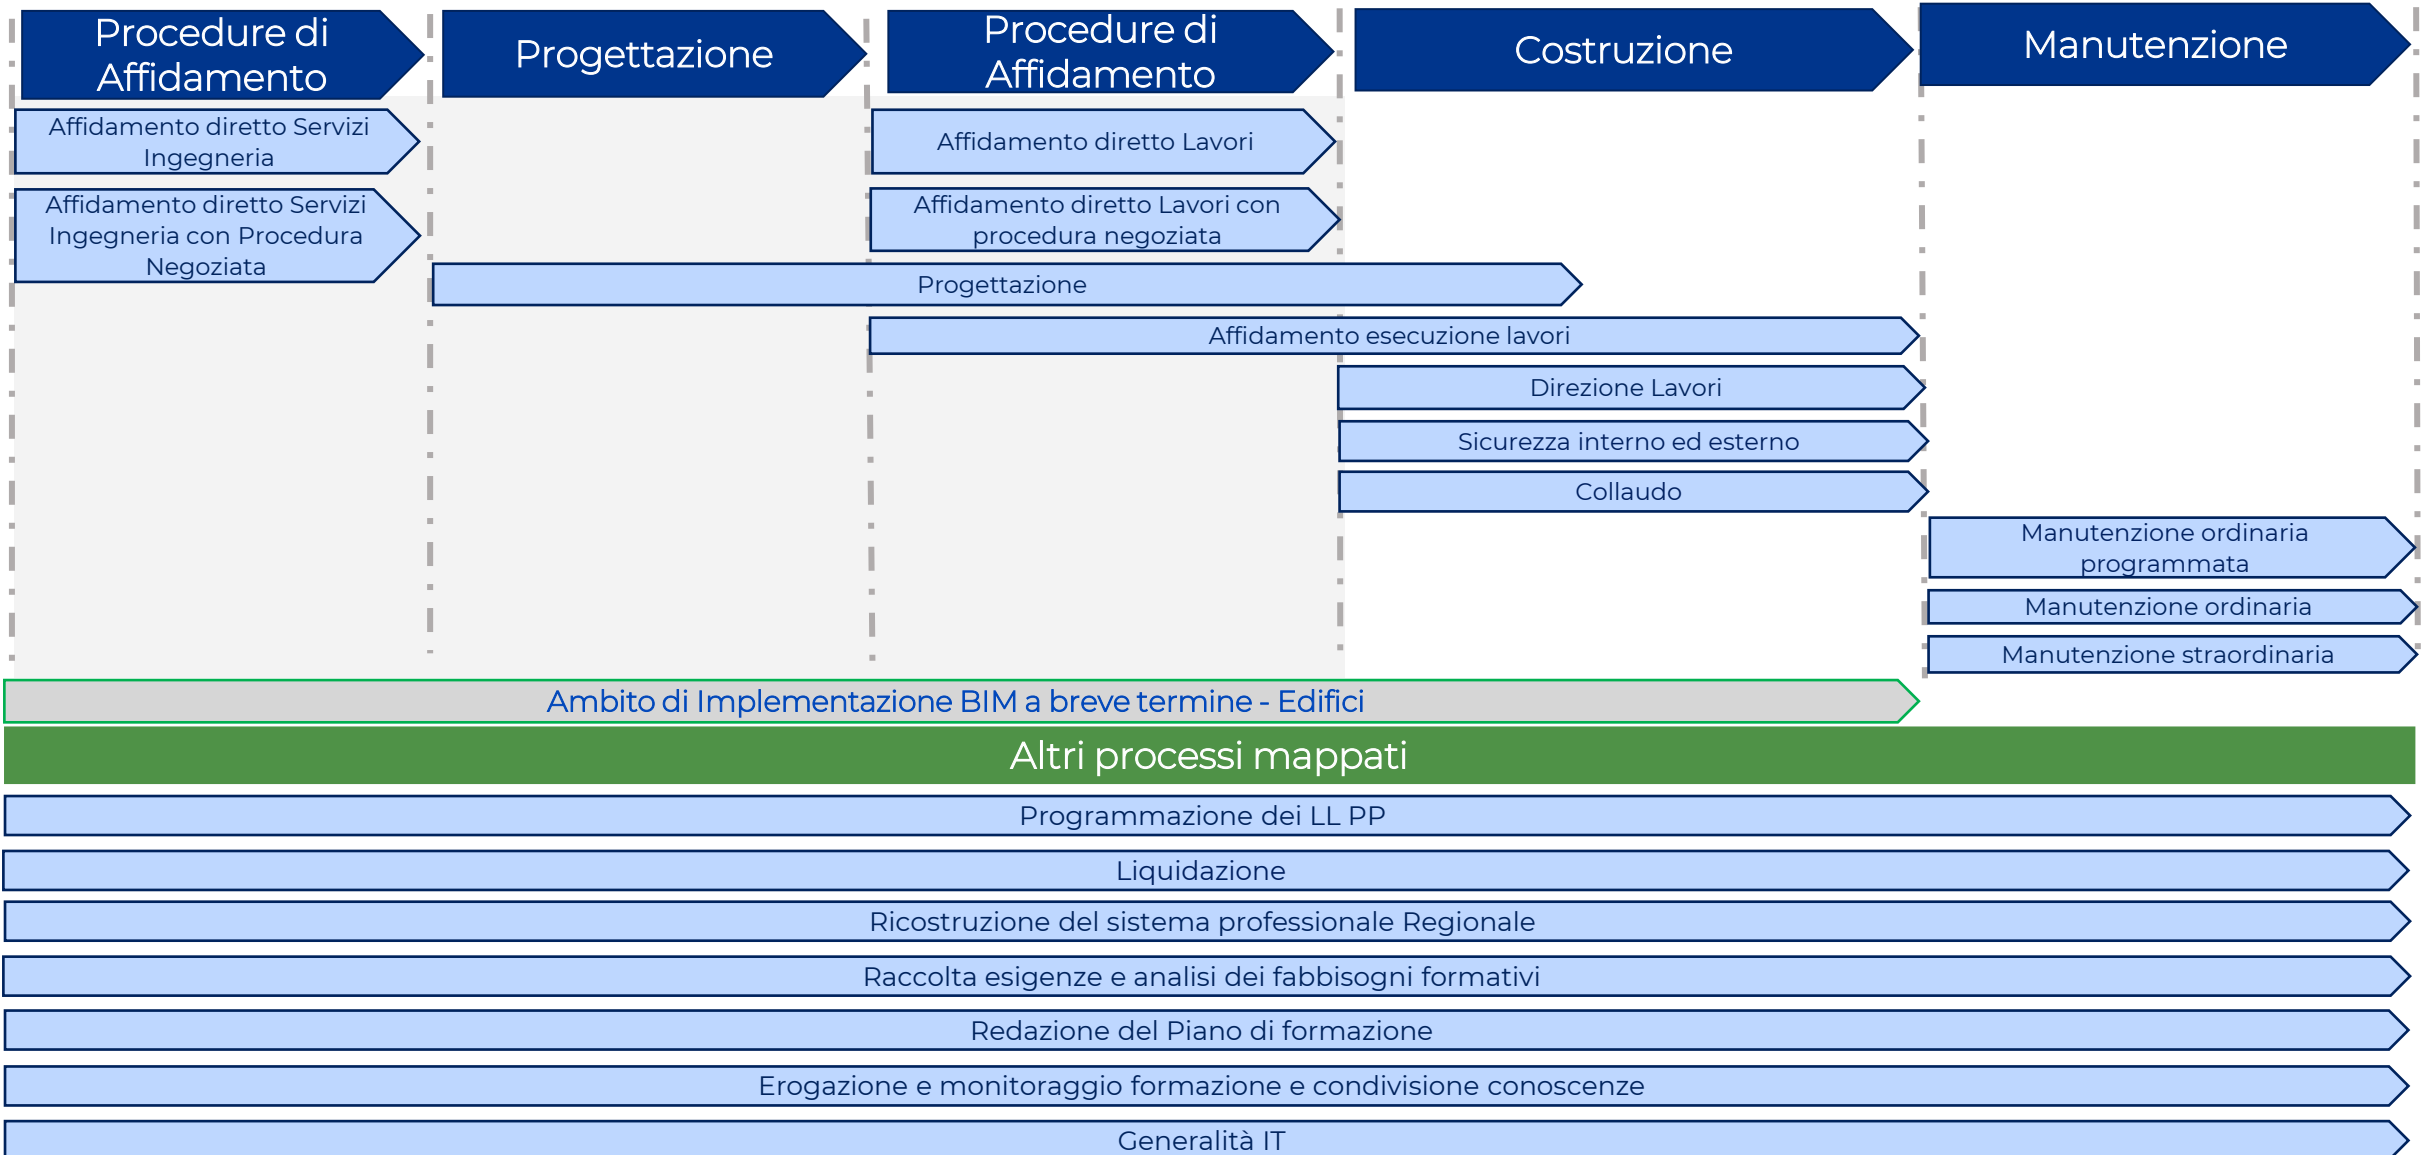 Procedure di
Affidamento
Progettazione
Procedure di
Affidamento
Costruzione
Manutenzione
Affidamento diretto Servizi
Ingegneria
Affidamento diretto Lavori
Affidamento diretto Servizi
Ingegneria con Procedura
Negoziata
Affidamento diretto Lavori con
procedura negoziata
Progettazione
Affidamento esecuzione lavori
Direzione Lavori
Sicurezza interno ed esterno
Collaudo
Manutenzione ordinaria
programmata
Manutenzione ordinaria
Manutenzione straordinaria
Ambito di Implementazione BIM a breve termine - Edifici
Altri processi mappati
Programmazione dei LL PP
Liquidazione
Ricostruzione del sistema professionale Regionale
Raccolta esigenze e analisi dei fabbisogni formativi
Redazione del Piano di formazione
Erogazione e monitoraggio formazione e condivisione conoscenze
Generalità IT